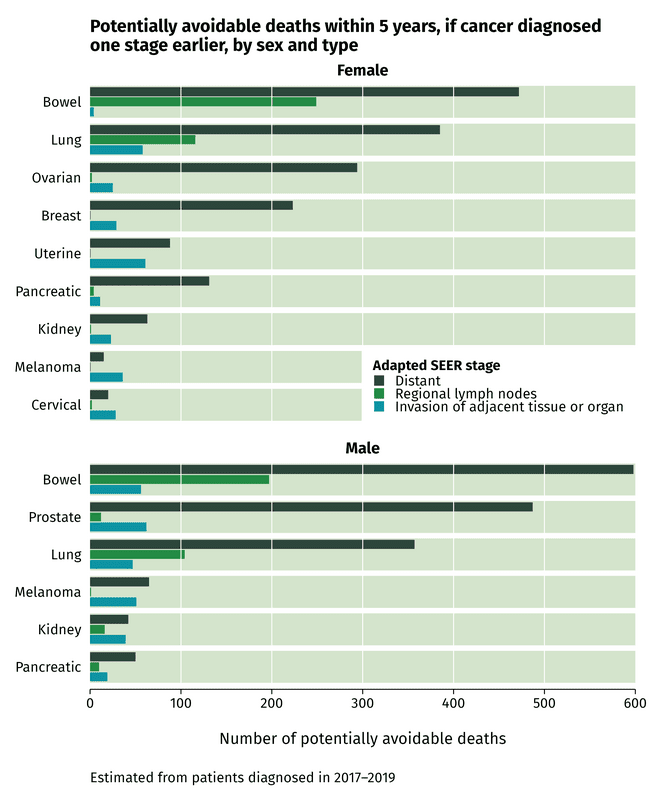 Potentially avoidable deaths within 5 years, if cancer diagnosed
one stage earlier, by sex and type
Female
Bowel
Lung
Ovarian
Breast
Uterine
Pancreatic
Kidney
Melanoma
Cervical
Adapted SEER stage
Distant
Regional lymph nodes
Invasion of adjacent tissue or organ
Male
Bowel
Prostate
Lung
Melanoma
Kidney
Pancreatic
0 100 200 300 400 500 600
Number of potentially avoidable deaths
Estimated from patients diagnosed in 2017–2019